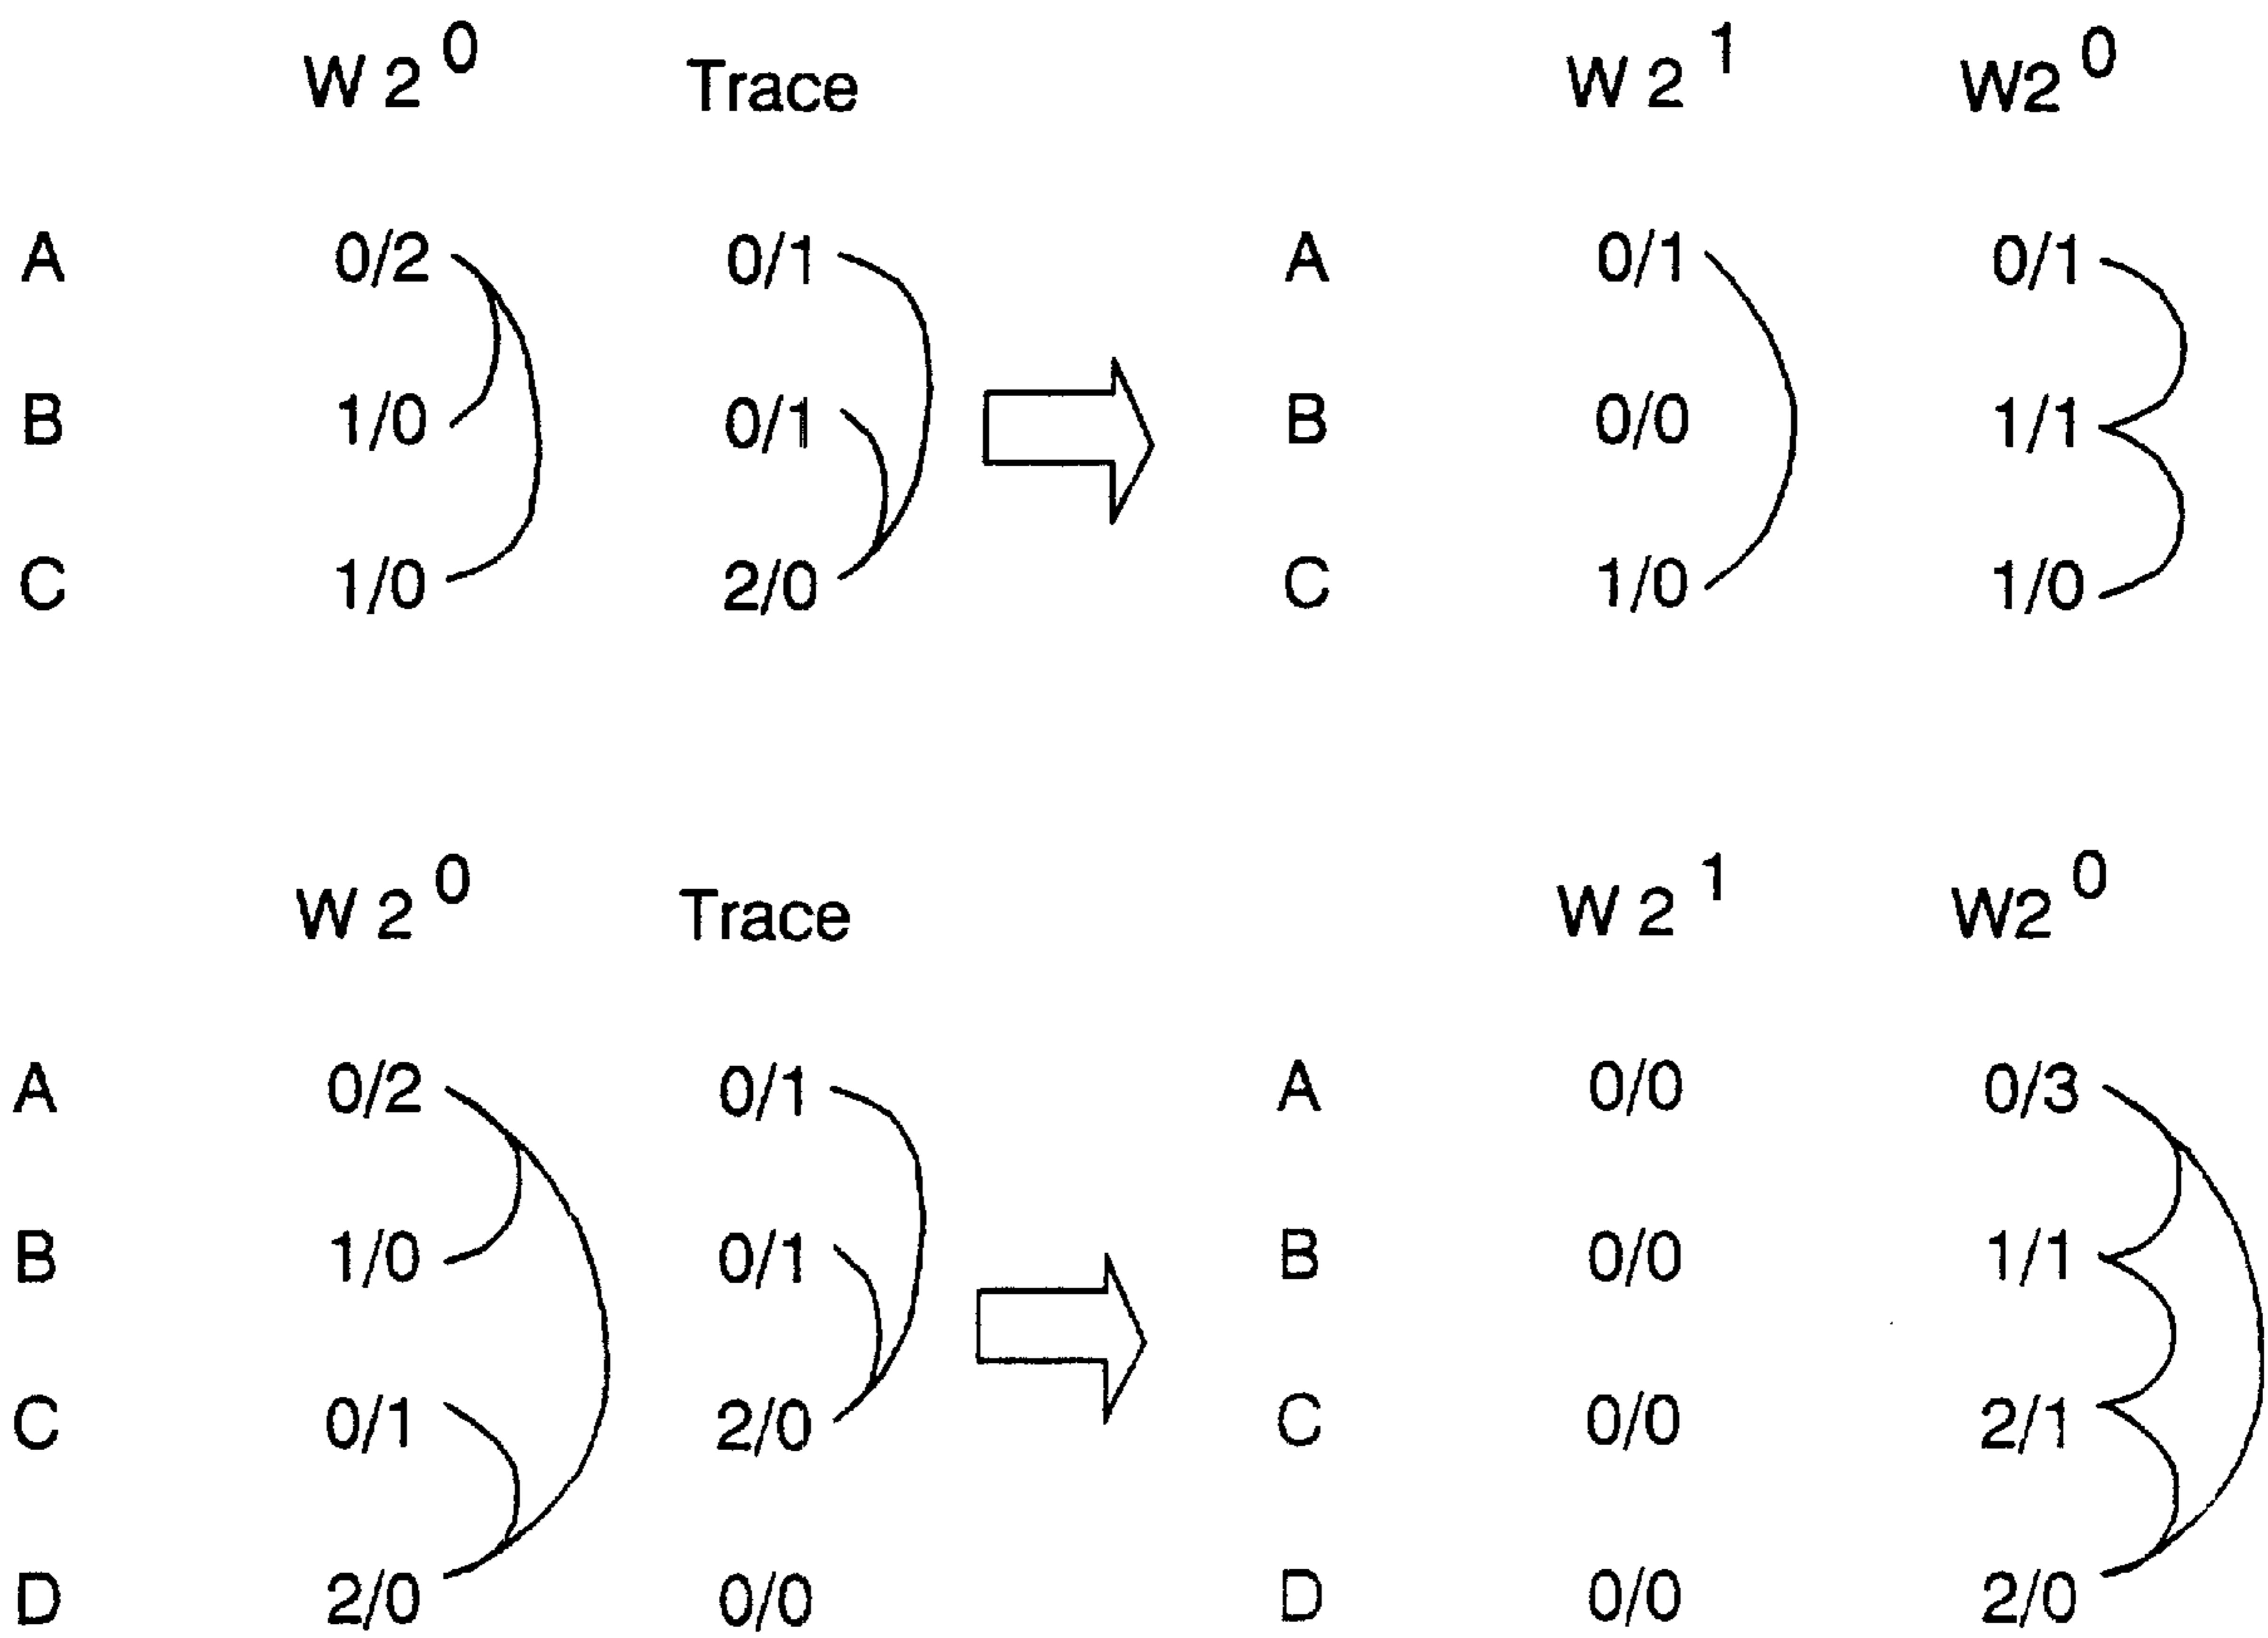 W 2 0 Trace W 2 1 W2 0
A 0/2 0/1 A 0/1 0/1
B 1/0 0/1 B 0/0 1/1
C 1/0 2/0 C 1/0 1/0
W 2 0 Trace W 2 1 W2 0
A 0/2 0/1 A 0/0 0/3
B 1/0 0/1 B 0/0 1/1
C 0/1 2/0 C 0/0 2/1
D 2/0 0/0 D 0/0 2/0